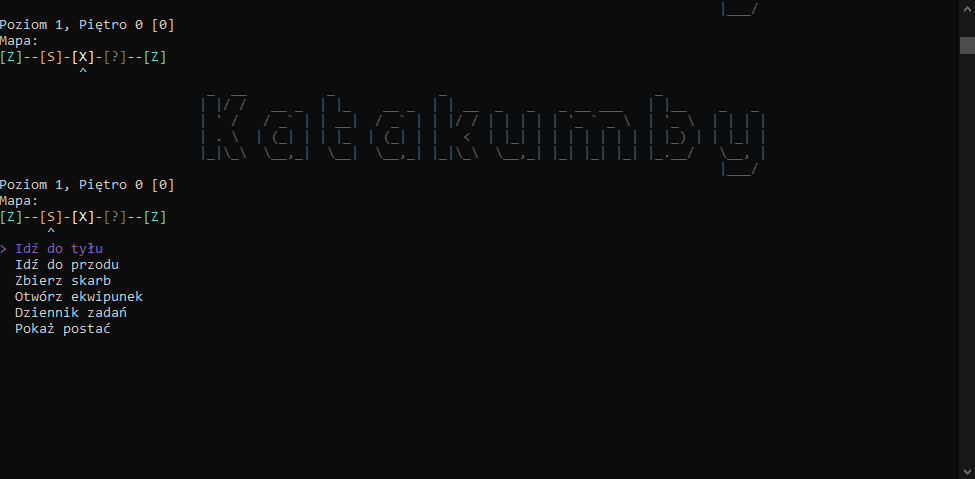 Poziom 1, Piętro 0 [0]
Mapa:
[Z]--[S]-[X]-[?]--[Z]
^
Katakumby
Poziom 1, Piętro 0 [0]
Mapa:
[Z]--[S]-[X]-[?]--[Z]
^
> Idź do tyłu
Idź do przodu
Zbierz skarb
Otwórz ekwipunek
Dziennik zadań
Pokaż postać